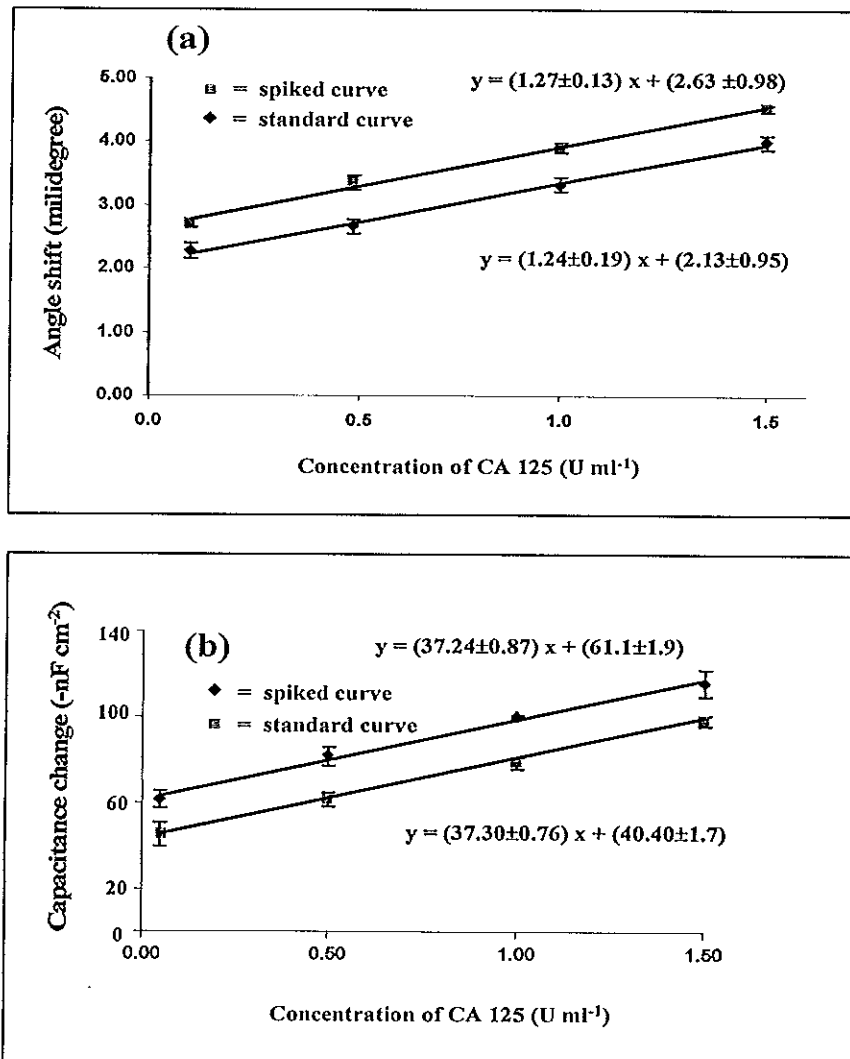 (a)
5.00
4.00
3.00
2.00
1.00
0.00
Angle shift (milidegree)
= spiked curve
= standard curve
y = (1.27±0.13) x + (2.63 ±0.98)
y = (1.24±0.19) x + (2.13±0.95)
0.0 0.5 1.0 1.5
Concentration of CA 125 (U ml-1)
(b)
140
100
60
20
0
Capacitance change (-nF cm-2)
y = (37.24±0.87) x + (61.1±1.9)
= spiked curve
= standard curve
y = (37.30±0.76) x + (40.40±1.7)
0.00 0.50 1.00 1.50
Concentration of CA 125 (U ml-1)